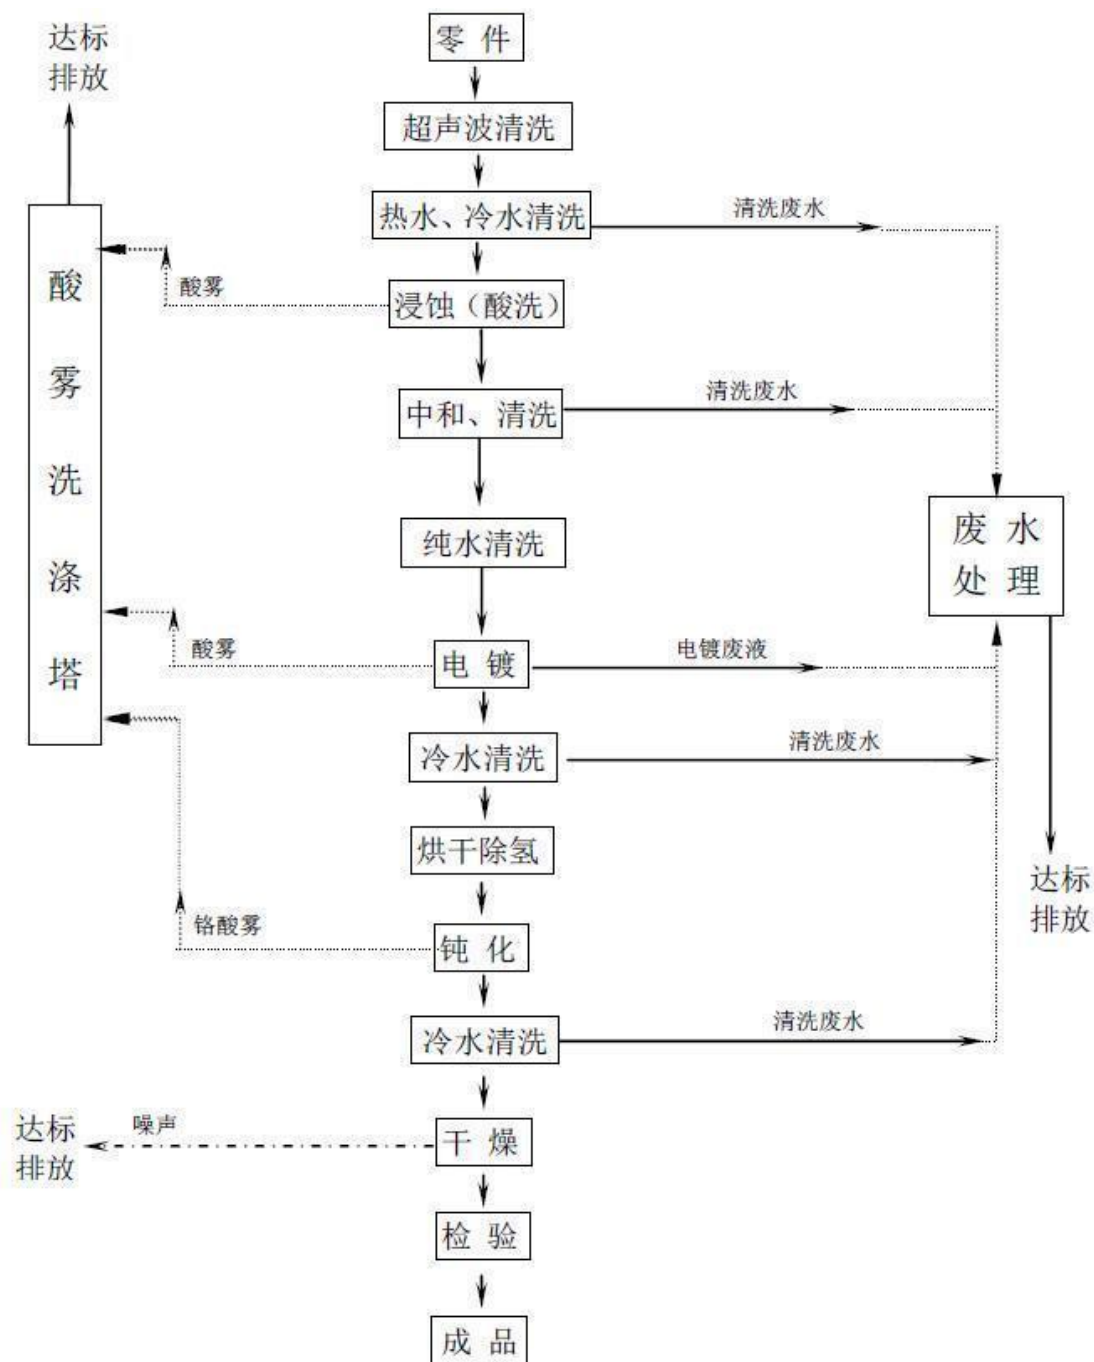 达标
排放
零 件
超声波清洗
热水、冷水清洗
清洗废水
酸雾
浸蚀（酸洗）
酸
雾
洗
涤
塔
中和、清洗
清洗废水
纯水清洗
废 水
处 理
酸雾
电 镀
电镀废液
冷水清洗
清洗废水
烘干除氢
达标
排放
铬酸雾
钝 化
冷水清洗
清洗废水
达标
排放
噪声
干 燥
检 验
成 品